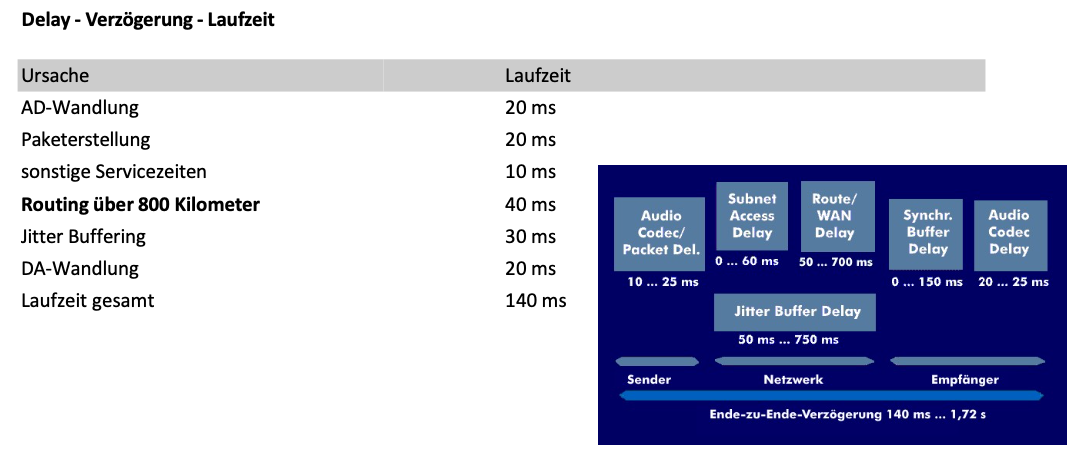 Delay - Verzögerung - Laufzeit
Ursache Laufzeit
AD-Wandlung 20 ms
Paketerstellung 20 ms
sonstige Servicezeiten 10 ms
Routing über 800 Kilometer 40 ms
Jitter Buffering 30 ms
DA-Wandlung 20 ms
Laufzeit gesamt 140 ms
Audio
Codec/
Packet Del.
10 ... 25 ms
Subnet
Access
Delay
0 ... 60 ms
Route/
WAN
Delay
50 ... 700 ms
Synchr.
Buffer
Delay
0 ... 150 ms
Audio
Codec
Delay
20 ... 25 ms
Jitter Buffer Delay
50 ms ... 750 ms
Sender Netzwerk Empfänger
Ende-zu-Ende-Verzögerung 140 ms ... 1,72 s